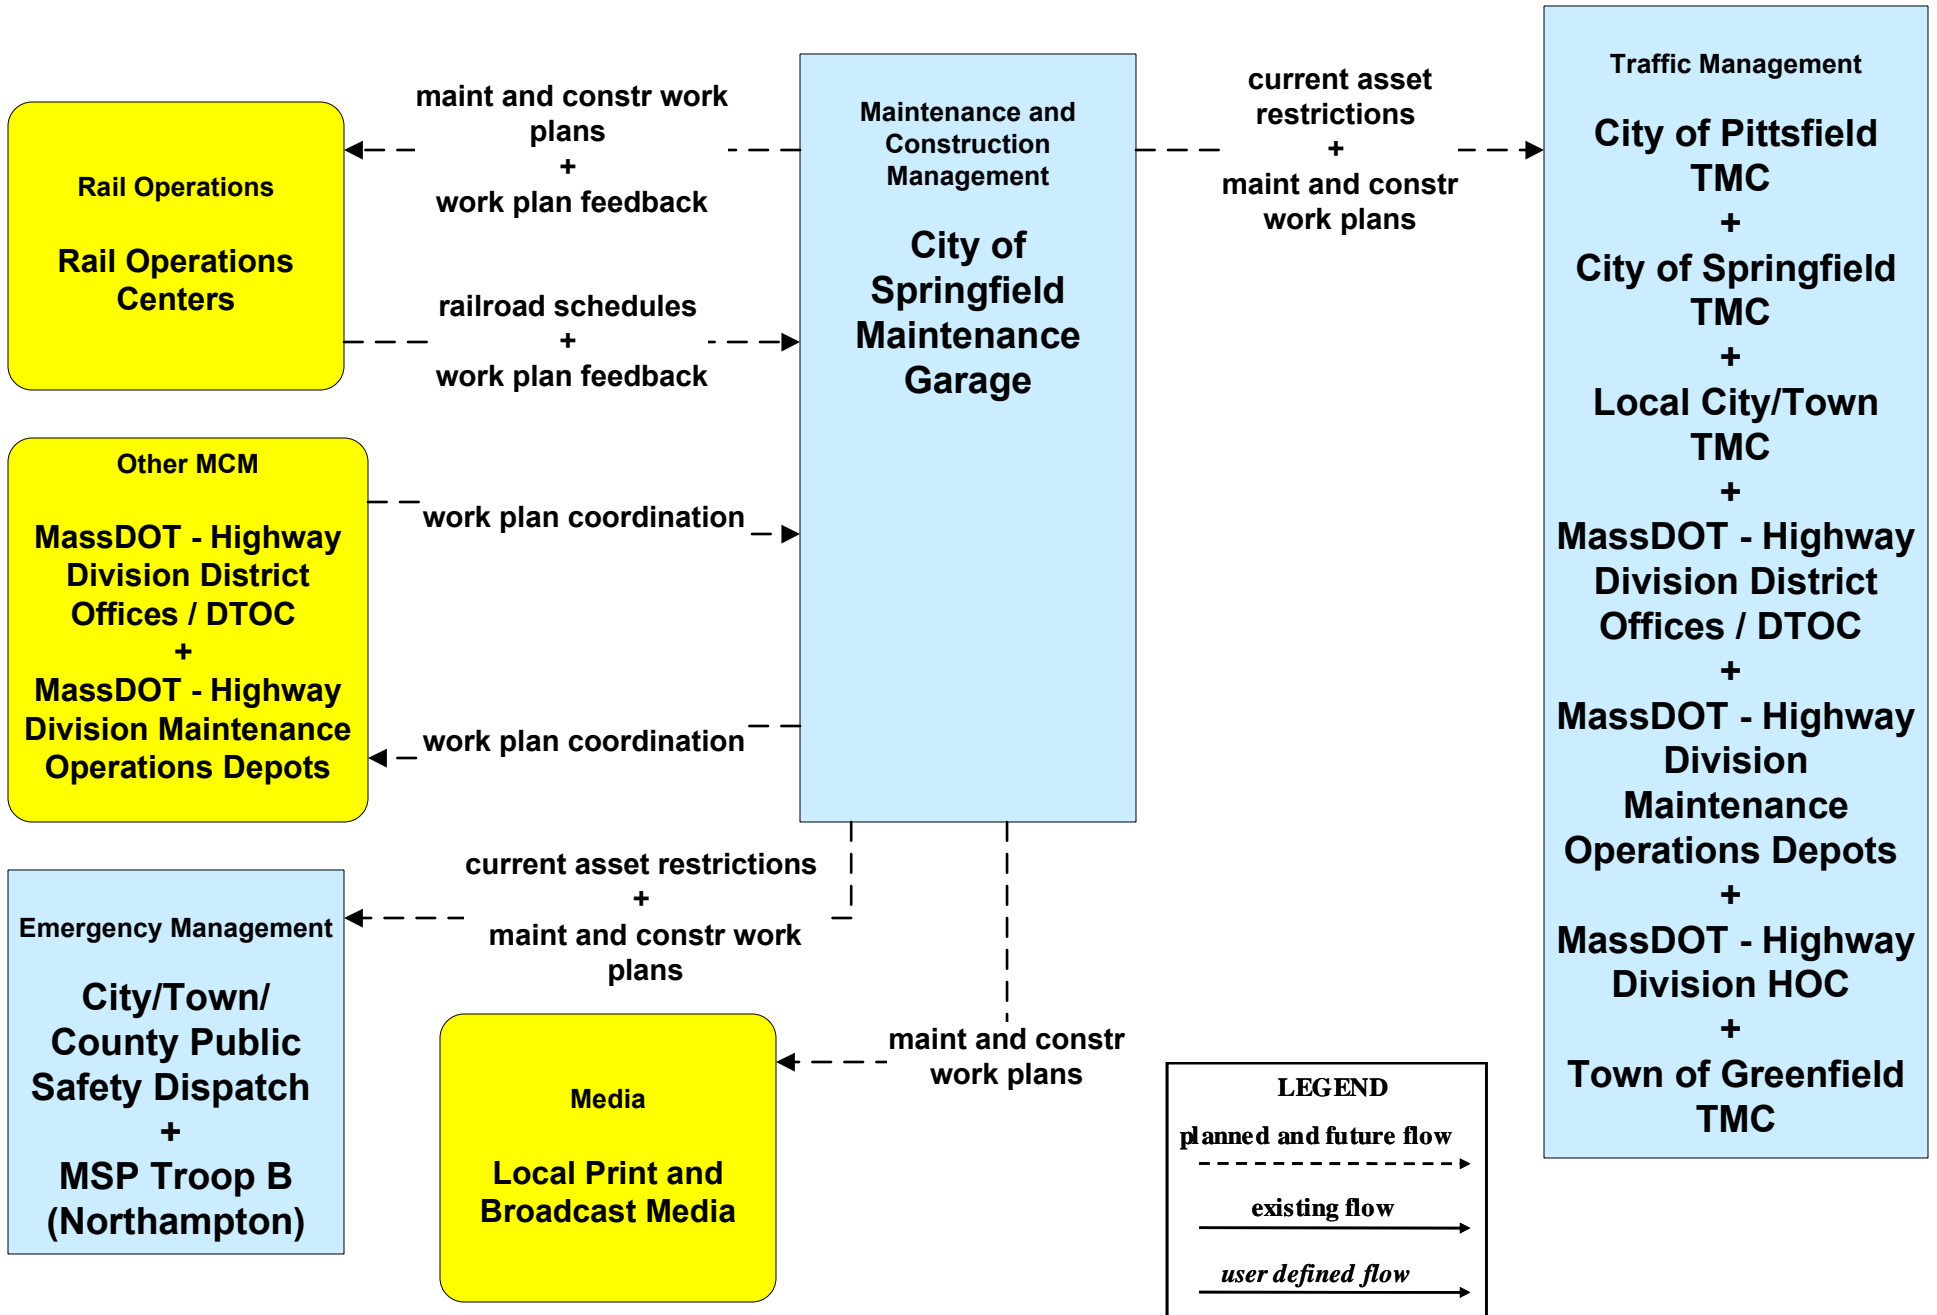 Rail Operations
Rail Operations
Centers
maint and constr work
plans
+
work plan feedback
railroad schedules
+
work plan feedback
Other MCM
MassDOT - Highway
Division District
Offices / DTOC
+
MassDOT - Highway
Division Maintenance
Operations Depots
work plan coordination
work plan coordination
Maintenance and
Construction
Management
City of
Springfield
Maintenance
Garage
current asset
restrictions
+
maint and constr
work plans
Traffic Management
City of Pittsfield
TMC
+
City of Springfield
TMC
+
Local City/Town
TMC
+
MassDOT - Highway
Division District
Offices / DTOC
+
MassDOT - Highway
Division
Maintenance
Operations Depots
+
MassDOT - Highway
Division HOC
+
Town of Greenfield
TMC
Emergency Management
City/Town/
County Public
Safety Dispatch
+
MSP Troop B
(Northampton)
current asset restrictions
+
maint and constr work
plans
Media
Local Print and
Broadcast Media
maint and constr
work plans
LEGEND
planned and future flow
existing flow
user defined flow